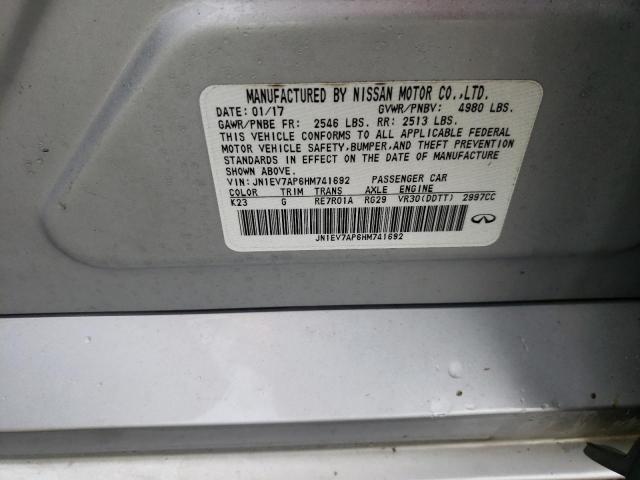 MANUFACTURED BY NISSAN MOTOR CO.,LTD.
DATE: 01/17 GVWR/PNBV: 4980 LBS.
GAWR/PNBE FR: 2546 LBS. RR: 2513 LBS.
THIS VEHICLE CONFORMS TO ALL APPLICABLE FEDERAL
MOTOR VEHICLE SAFETY,BUMPER,AND THEFT PREVENTION
STANDARDS IN EFFECT ON THE DATE OF MANUFACTURE
SHOWN ABOVE.
VIN: JN1EV7AP6HM741692 PASSENGER CAR
COLOR TRIM TRANS AXLE ENGINE
K23 G RE7R01A RG29 VR30(DDTT) 2997CC
JN1EV7AP6HM741692